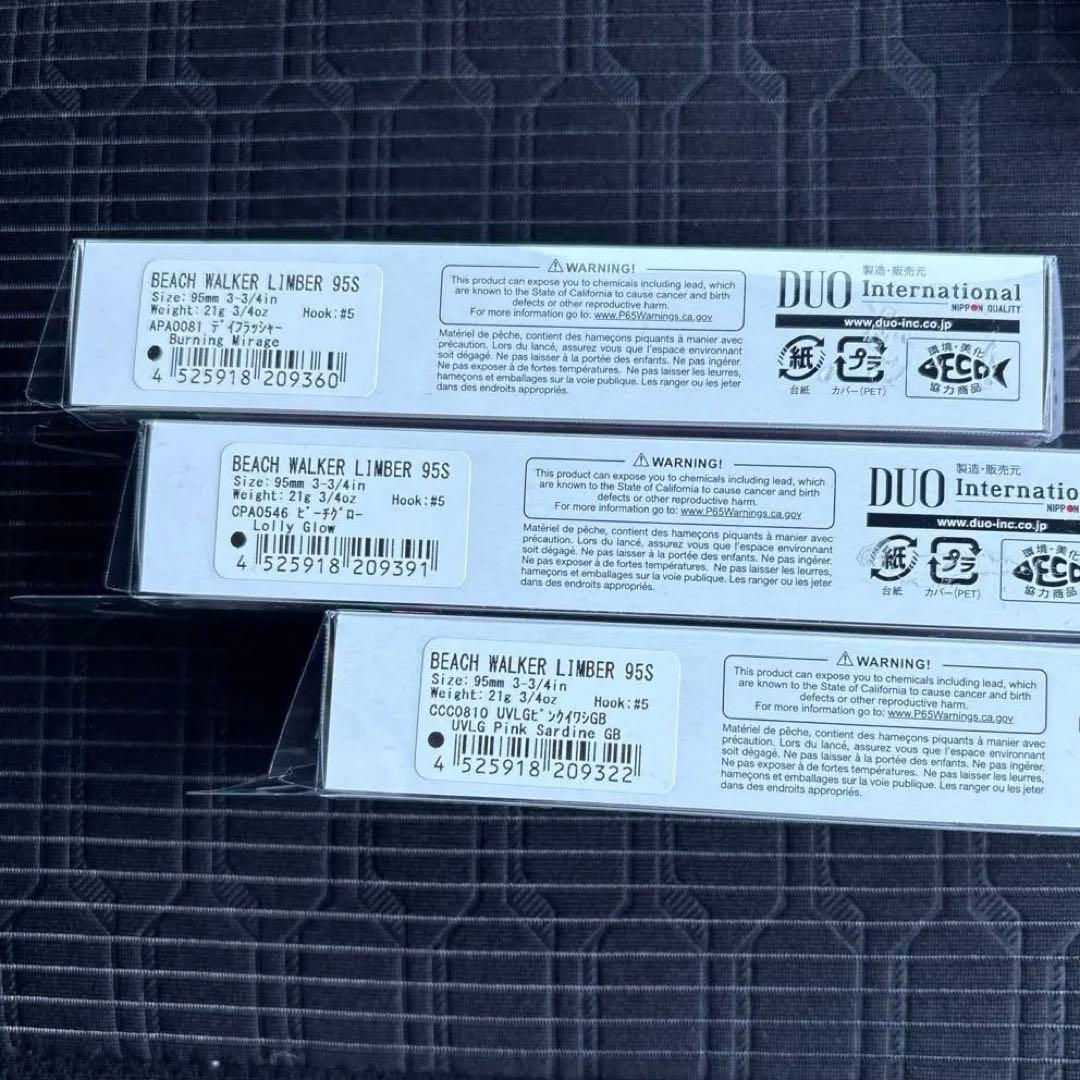 BEACH WALKER LIMBER 95S
Size: 95mm 3-3/4in
Weight: 21g 3/4oz Hook:#5
APA0081 デイフラッシャー
Burning Mirage
4 525918 209360
⚠WARNING!
This product can expose you to chemicals including lead, which
are known to the State of California to cause cancer and birth
defects or other reproductive harm.
For more information go to: www.P65Warnings.ca.gov
Matériel de pêche, contient des hameçons piquants à manier avec
précaution. Lors du lancé, assurez vous que l'espace environnant
soit dégagé. Ne pas laisser à la portée des enfants. Ne pas ingérer.
Ne pas exposer à de fortes températures. Ne pas laisser les leurres,
hameçons et emballages sur la voie publique. Les ranger ou les jeter
dans des endroits appropriés.
DUO 製造・販売元
International
NIPPON QUALITY
www.duo-inc.co.jp
紙 プラ
台紙 カバー(PET)
環境・美化
ECO
協力商品
BEACH WALKER LIMBER 95S
Size: 95mm 3-3/4in
Weight: 21g 3/4oz Hook:#5
CPA0546 ビーチグロー
Lolly Glow
4 525918 209391
⚠WARNING!
This product can expose you to chemicals including lead, which
are known to the State of California to cause cancer and birth
defects or other reproductive harm.
For more information go to: www.P65Warnings.ca.gov
Matériel de pêche, contient des hameçons piquants à manier avec
précaution. Lors du lancé, assurez vous que l'espace environnant
soit dégagé. Ne pas laisser à la portée des enfants. Ne pas ingérer.
Ne pas exposer à de fortes températures. Ne pas laisser les leurres,
hameçons et emballages sur la voie publique. Les ranger ou les jeter
dans des endroits appropriés.
DUO 製造・販売元
Internatio
NIPPON
www.duo-inc.co.jp
紙 プラ
台紙 カバー(PET)
環境・美化
ECO
協力商品
BEACH WALKER LIMBER 95S
Size: 95mm 3-3/4in
Weight: 21g 3/4oz Hook:#5
CCC0810 UVLGピンクイワシGB
UVLG Pink Sardine GB
4 525918 209322
⚠WARNING!
This product can expose you to chemicals including lead, which
are known to the State of California to cause cancer and birth
defects or other reproductive harm.
For more information go to: www.P65Warnings.ca.gov
Matériel de pêche, contient des hameçons piquants à manier avec
précaution. Lors du lancé, assurez vous que l'espace environnant
soit dégagé. Ne pas laisser à la portée des enfants. Ne pas ingérer.
Ne pas exposer à de fortes températures. Ne pas laisser les leurres,
hameçons et emballages sur la voie publique. Les ranger ou les jeter
dans des endroits appropriés.